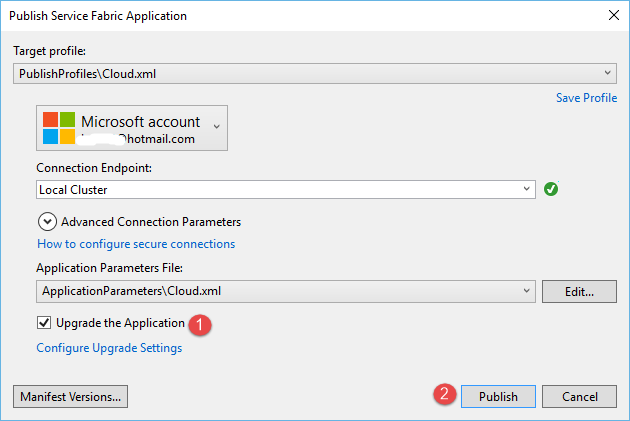 Publish Service Fabric Application
Target profile:
PublishProfiles\Cloud.xml
Save Profile
Microsoft account
@hotmail.com
Connection Endpoint:
Local Cluster
Advanced Connection Parameters
How to configure secure connections
Application Parameters File:
ApplicationParameters\Cloud.xml
Edit...
Upgrade the Application 1
Configure Upgrade Settings
Manifest Versions...
2 Publish
Cancel